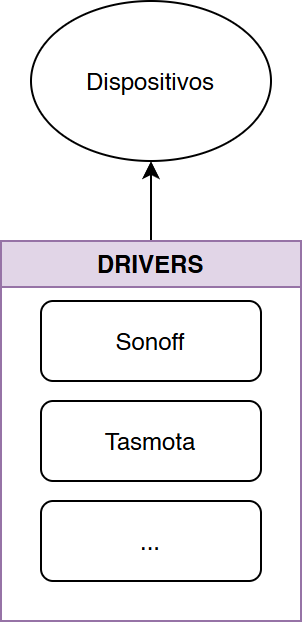 Dispositivos
DRIVERS
Sonoff
Tasmota
...